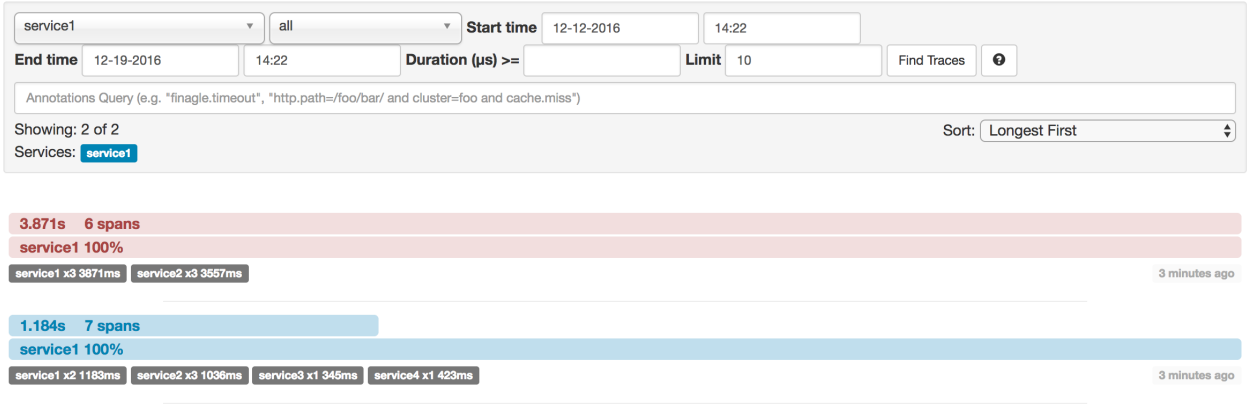 service1 all Start time 12-12-2016 14:22
End time 12-19-2016 14:22 Duration (µs) >= Limit 10 Find Traces ?
Annotations Query (e.g. "finagle.timeout", "http.path=/foo/bar/ and cluster=foo and cache.miss")
Showing: 2 of 2 Sort: Longest First
Services: service1
3.871s 6 spans
service1 100%
service1 x3 3871ms service2 x3 3557ms 3 minutes ago
1.184s 7 spans
service1 100%
service1 x2 1183ms service2 x3 1036ms service3 x1 345ms service4 x1 423ms 3 minutes ago